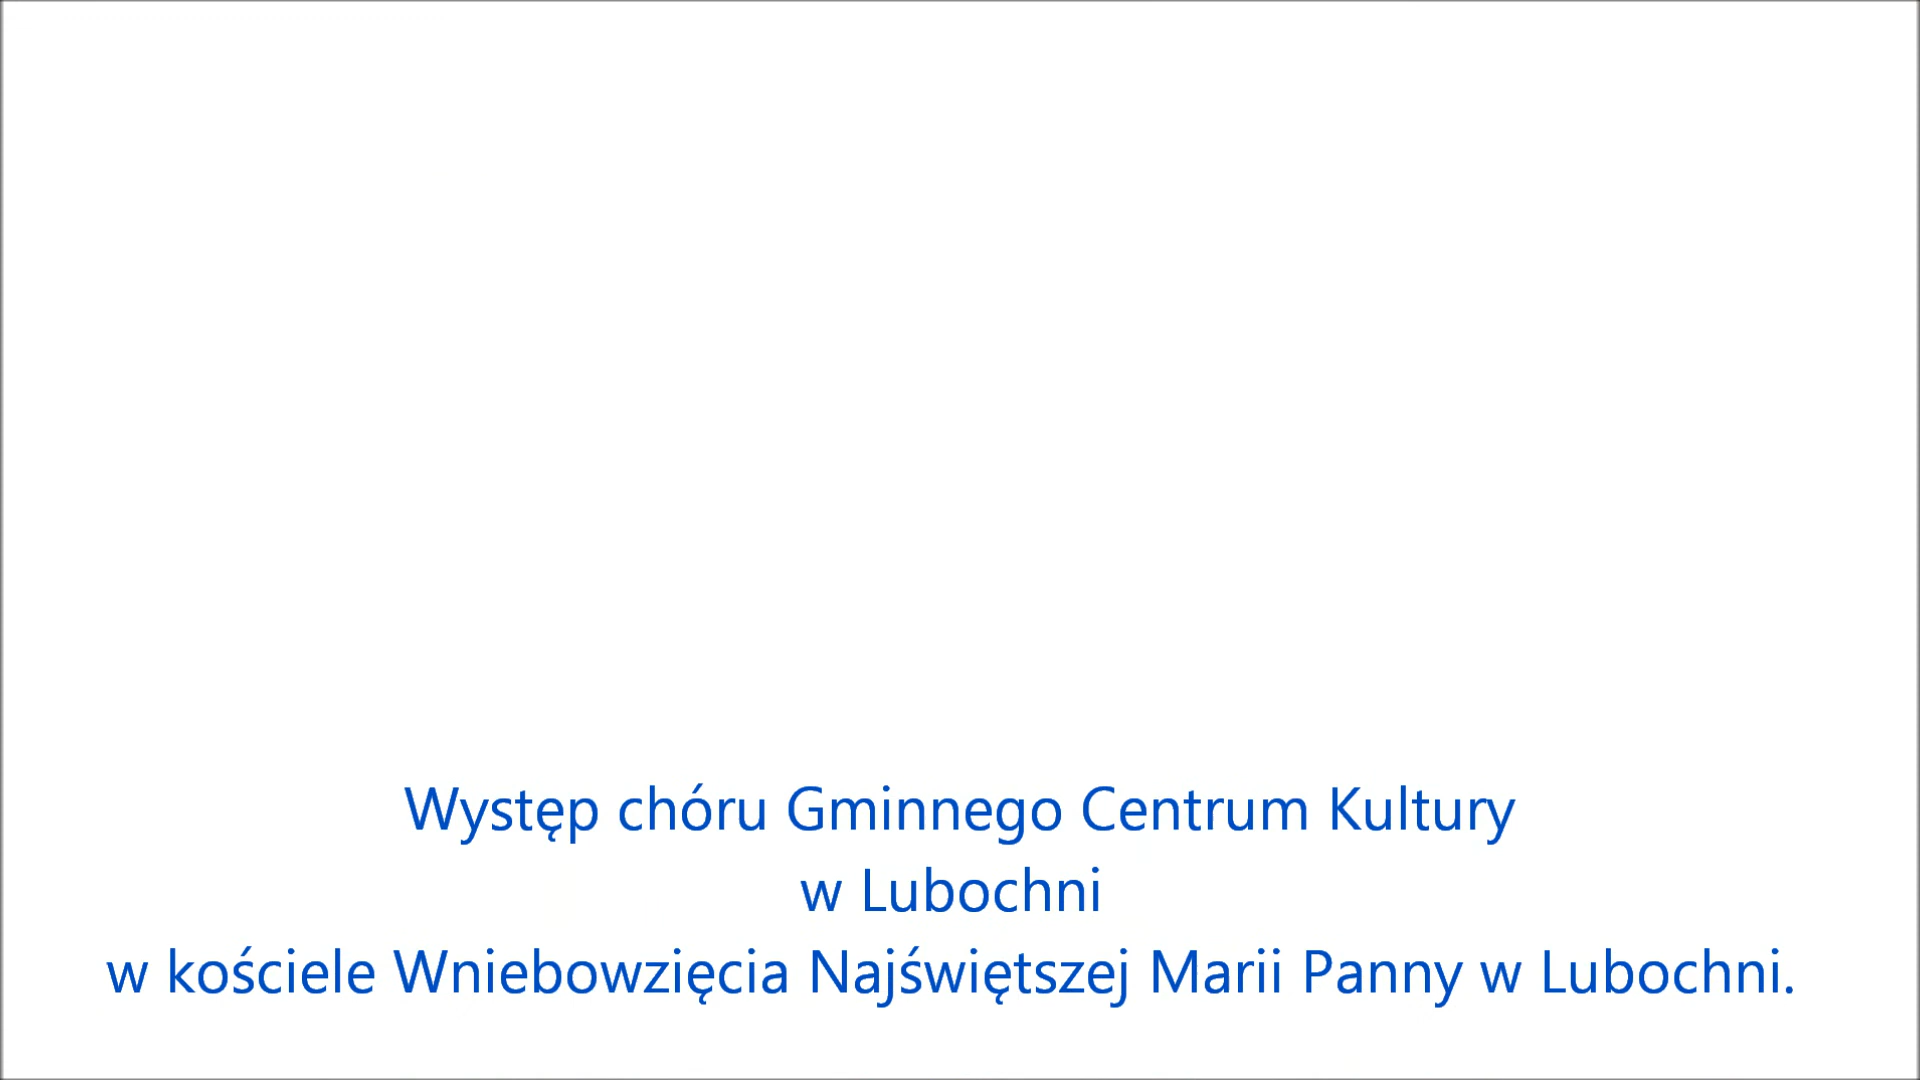 Występ chóru Gminnego Centrum Kultury
w Lubochni
w kościele Wniebowzięcia Najświętszej Marii Panny w Lubochni.